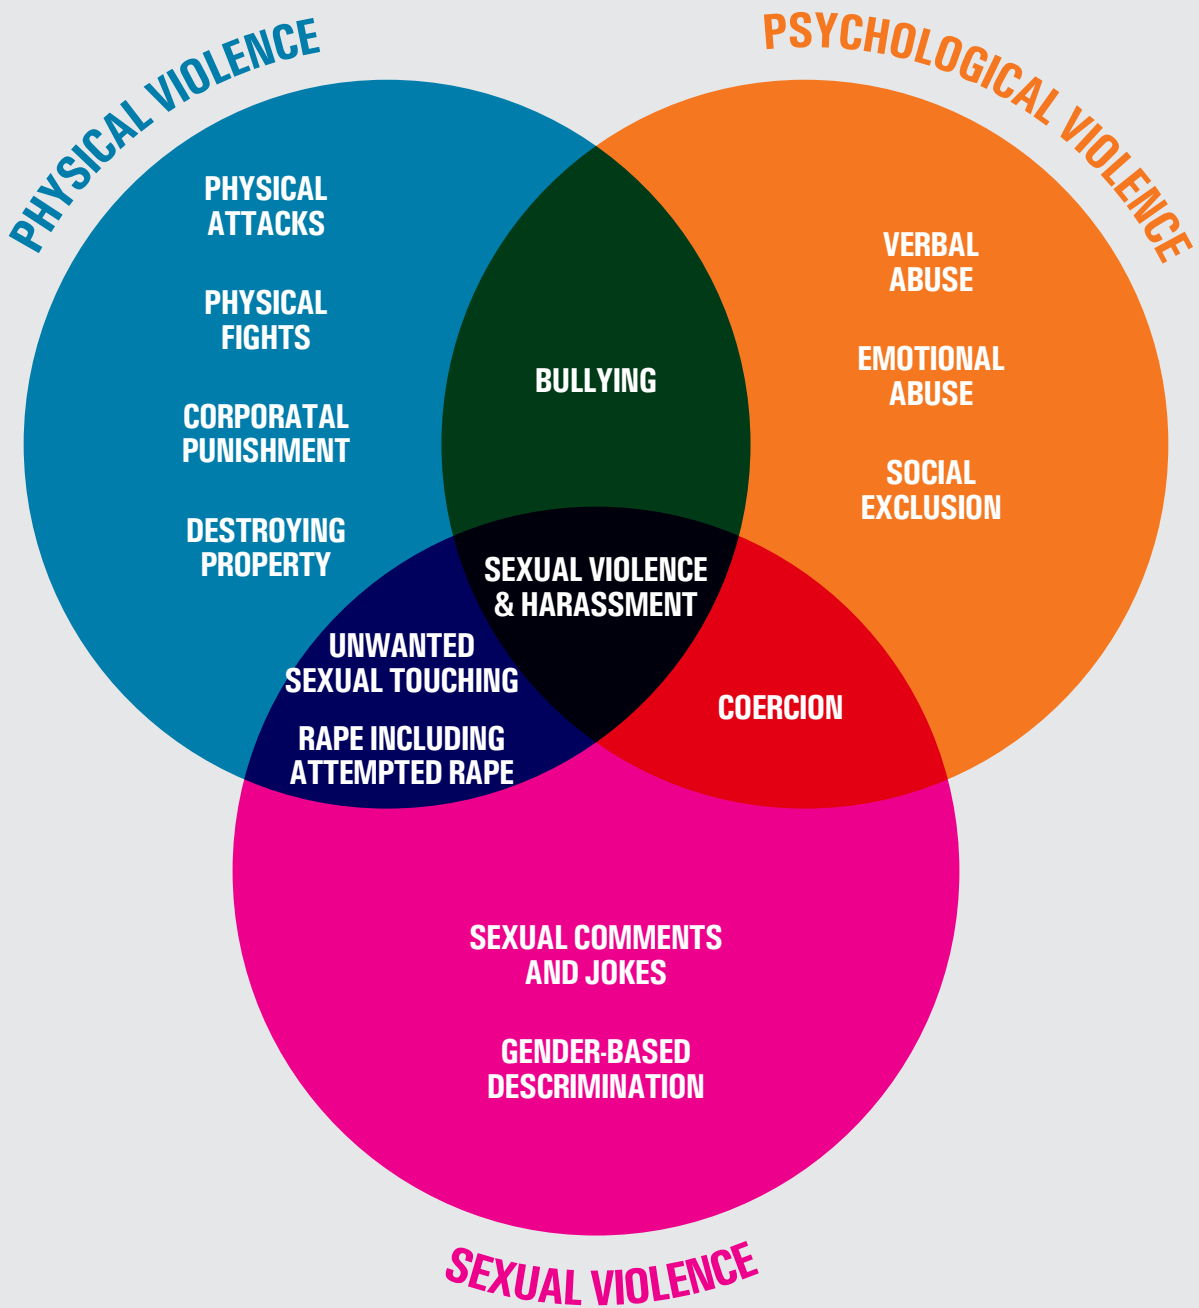 PHYSICAL VIOLENCE
PSYCHOLOGICAL VIOLENCE
PHYSICAL
ATTACKS
PHYSICAL
FIGHTS
CORPORATAL
PUNISHMENT
DESTROYING
PROPERTY
BULLYING
VERBAL
ABUSE
EMOTIONAL
ABUSE
SOCIAL
EXCLUSION
SEXUAL VIOLENCE
& HARASSMENT
UNWANTED
SEXUAL TOUCHING
RAPE INCLUDING
ATTEMPTED RAPE
COERCION
SEXUAL COMMENTS
AND JOKES
GENDER-BASED
DESCRIMINATION
SEXUAL VIOLENCE